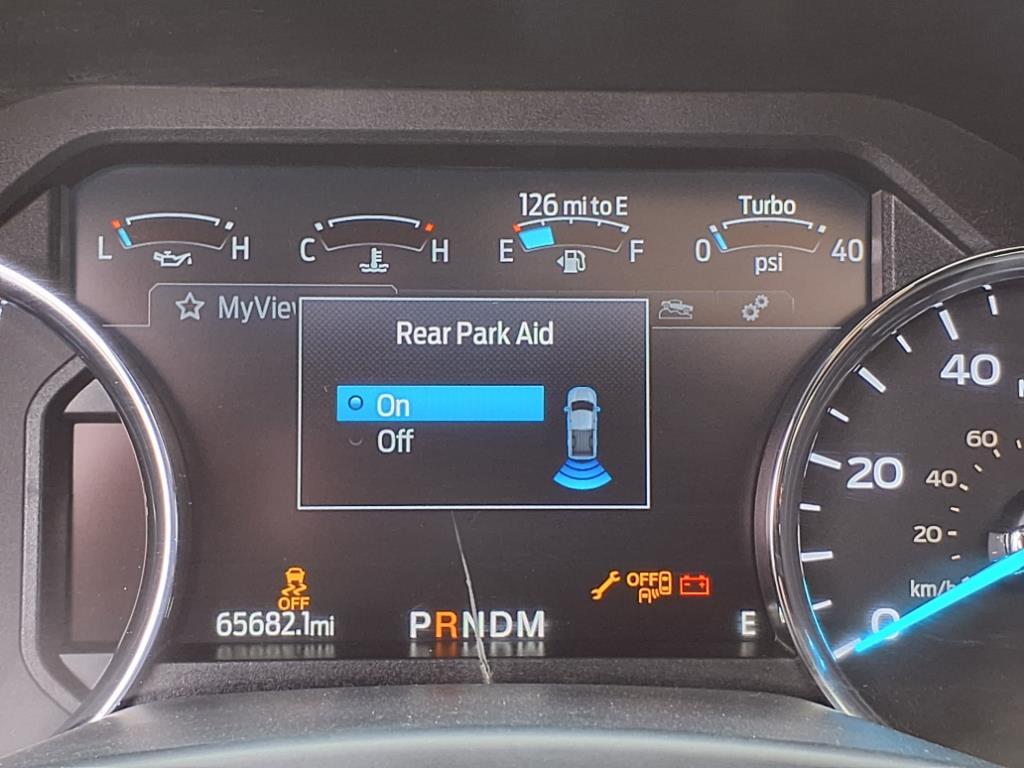 126 mi to E
Turbo
L H
C H
E F
0 40
psi
MyView
Rear Park Aid
On
Off
OFF
OFF
65682.1mi
PRNDM
E
40
20
0
60
40
20
km/h